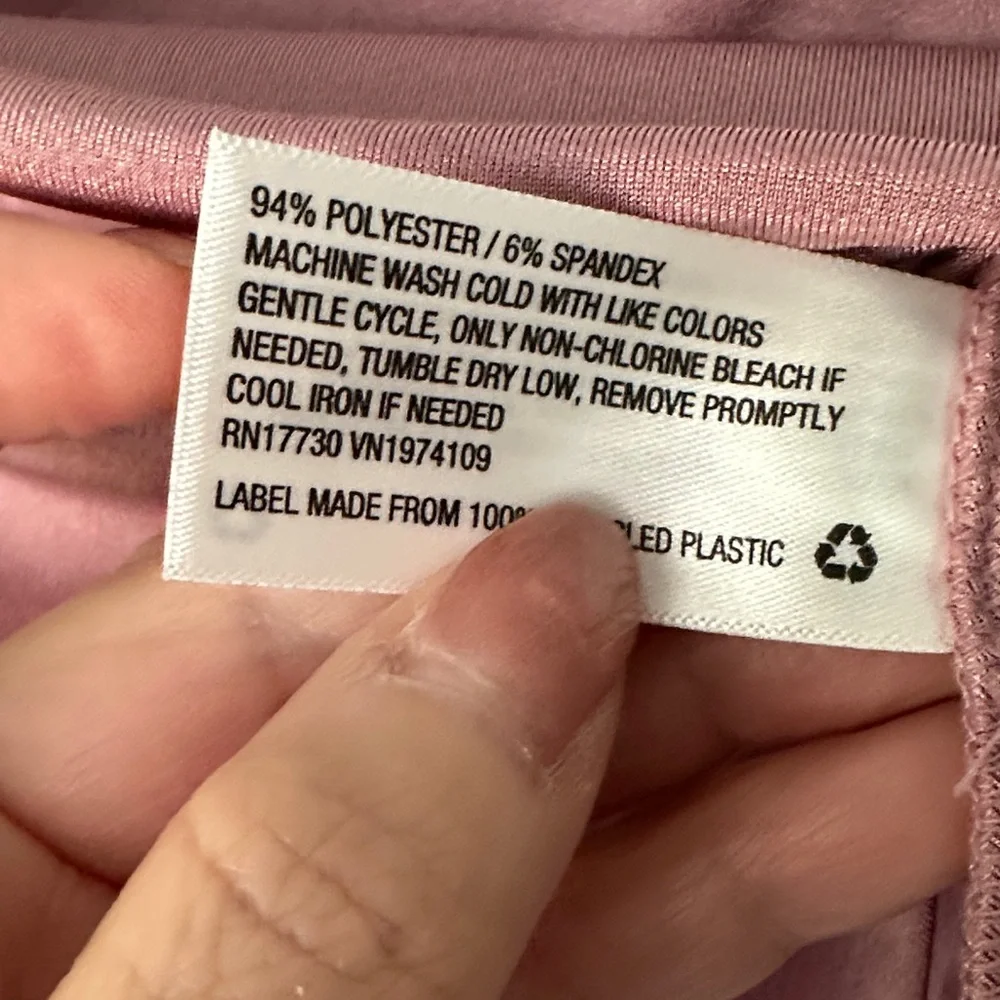 94% POLYESTER / 6% SPANDEX
MACHINE WASH COLD WITH LIKE COLORS
GENTLE CYCLE, ONLY NON-CHLORINE BLEACH IF
NEEDED, TUMBLE DRY LOW, REMOVE PROMPTLY
COOL IRON IF NEEDED
RN17730 VN1974109
LABEL MADE FROM PLASTIC